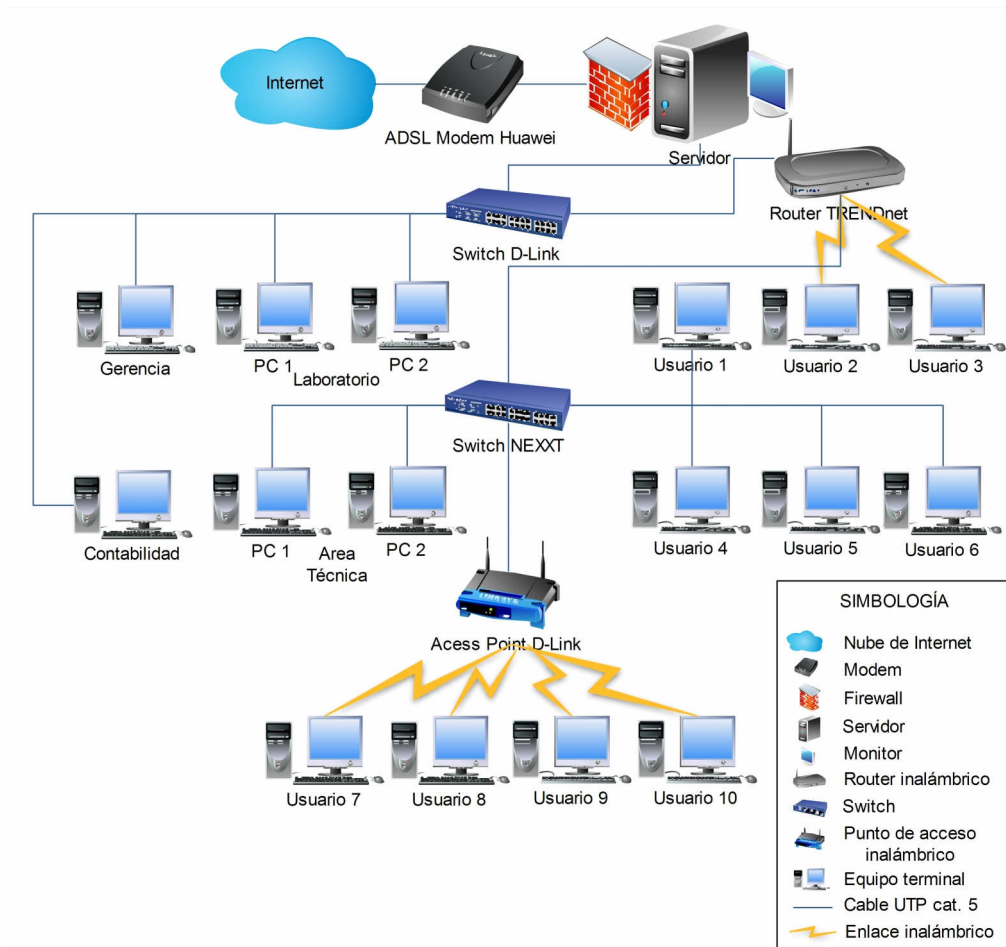 Internet
ADSL Modem Huawei
Servidor
Router TRENDnet
Switch D-Link
Gerencia
PC 1
PC 2
Laboratorio
Usuario 1
Usuario 2
Usuario 3
Switch NEXXT
Contabilidad
PC 1
Area
Técnica
PC 2
Usuario 4
Usuario 5
Usuario 6
Acess Point D-Link
Usuario 7
Usuario 8
Usuario 9
Usuario 10
SIMBOLOGÍA
Nube de Internet
Modem
Firewall
Servidor
Monitor
Router inalámbrico
Switch
Punto de acceso
inalámbrico
Equipo terminal
Cable UTP cat. 5
Enlace inalámbrico